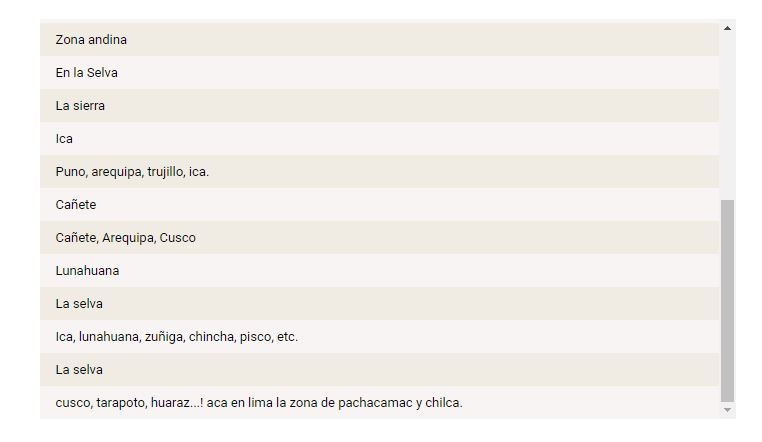 Zona andina
En la Selva
La sierra
Ica
Puno, arequipa, trujillo, ica.
Cañete
Cañete, Arequipa, Cusco
Lunahuana
La selva
Ica, lunahuana, zuñiga, chincha, pisco, etc.
La selva
cusco, tarapoto, huaraz...! aca en lima la zona de pachacamac y chilca.